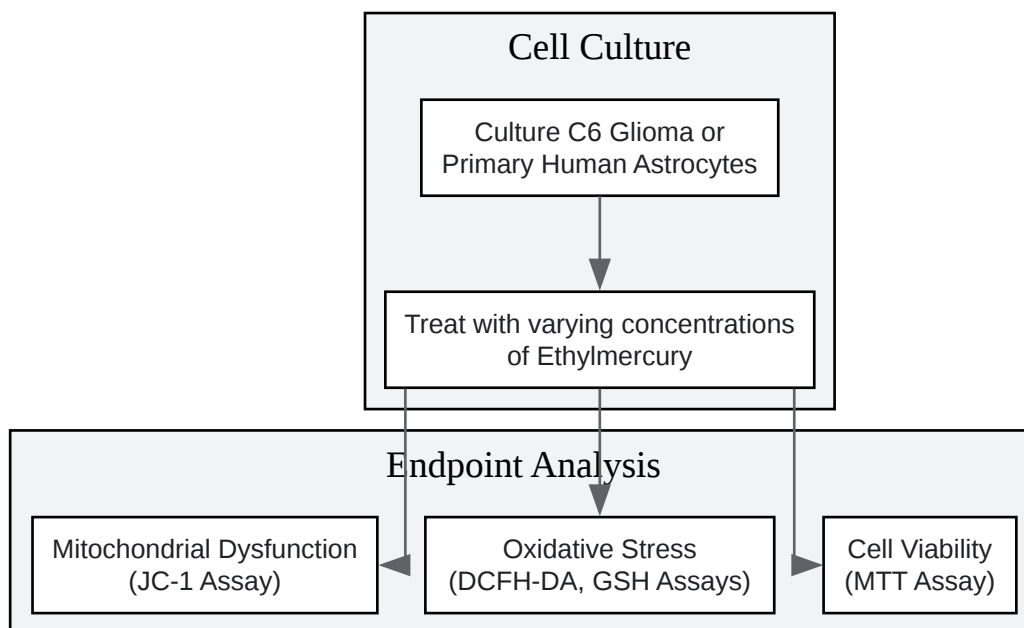 Cell Culture
Culture C6 Glioma or
Primary Human Astrocytes
Treat with varying concentrations
of Ethylmercury
Endpoint Analysis
Mitochondrial Dysfunction
(JC-1 Assay)
Oxidative Stress
(DCFH-DA, GSH Assays)
Cell Viability
(MTT Assay)